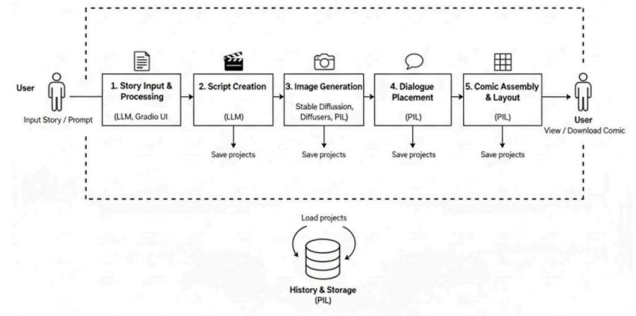 User
Input Story / Prompt
1. Story Input &
Processing
(LLM, Gradio UI)
2. Script Creation
(LLM)
Save projects
3. Image Generation
Stable Diffussion,
Diffusers, PIL)
Save projects
4. Dialogue
Placement
(PIL)
Save projects
5. Comic Assembly
& Layout
(PIL)
Save projects
User
View / Download Comic
Load projects
History & Storage
(PIL)